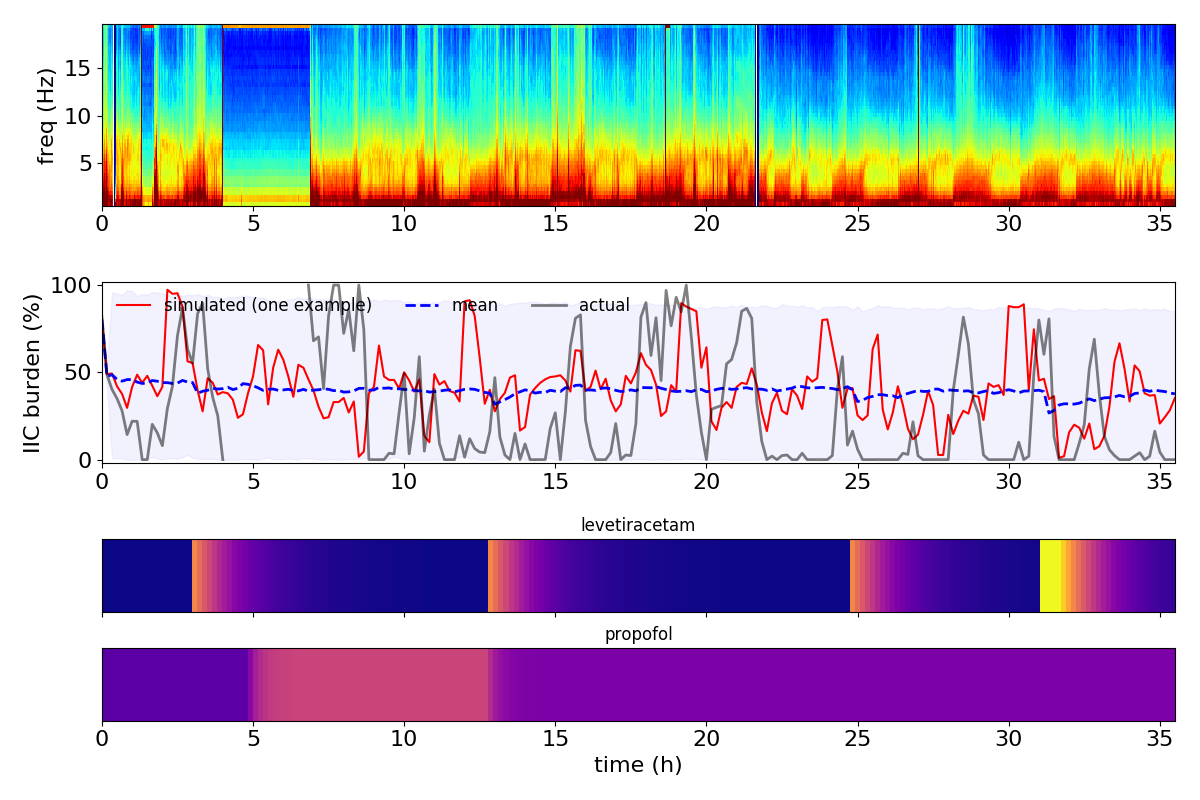 freq (Hz)
15
10
5
0 5 10 15 20 25 30 35
IIC burden (%)
100
50
0
simulated (one example) mean actual
0 5 10 15 20 25 30 35
levetiracetam
propofol
0 5 10 15 20 25 30 35
time (h)